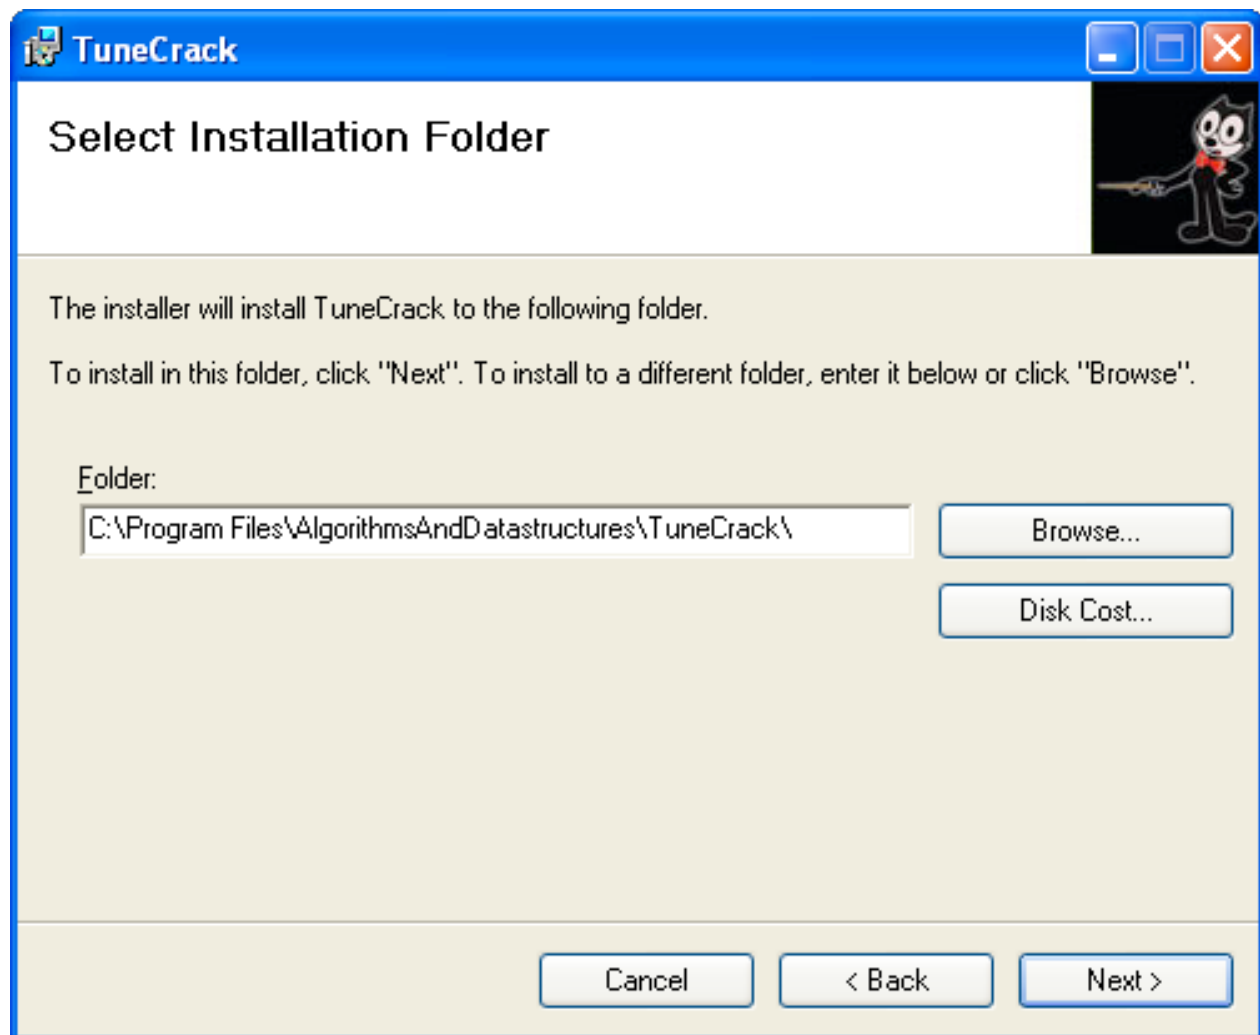 TuneCrack
Select Installation Folder
The installer will install TuneCrack to the following folder.
To install in this folder, click "Next". To install to a different folder, enter it below or click "Browse".
Folder:
C:\Program Files\AlgorithmsAndDatastructures\TuneCrack\
Browse...
Disk Cost...
Cancel
< Back
Next >